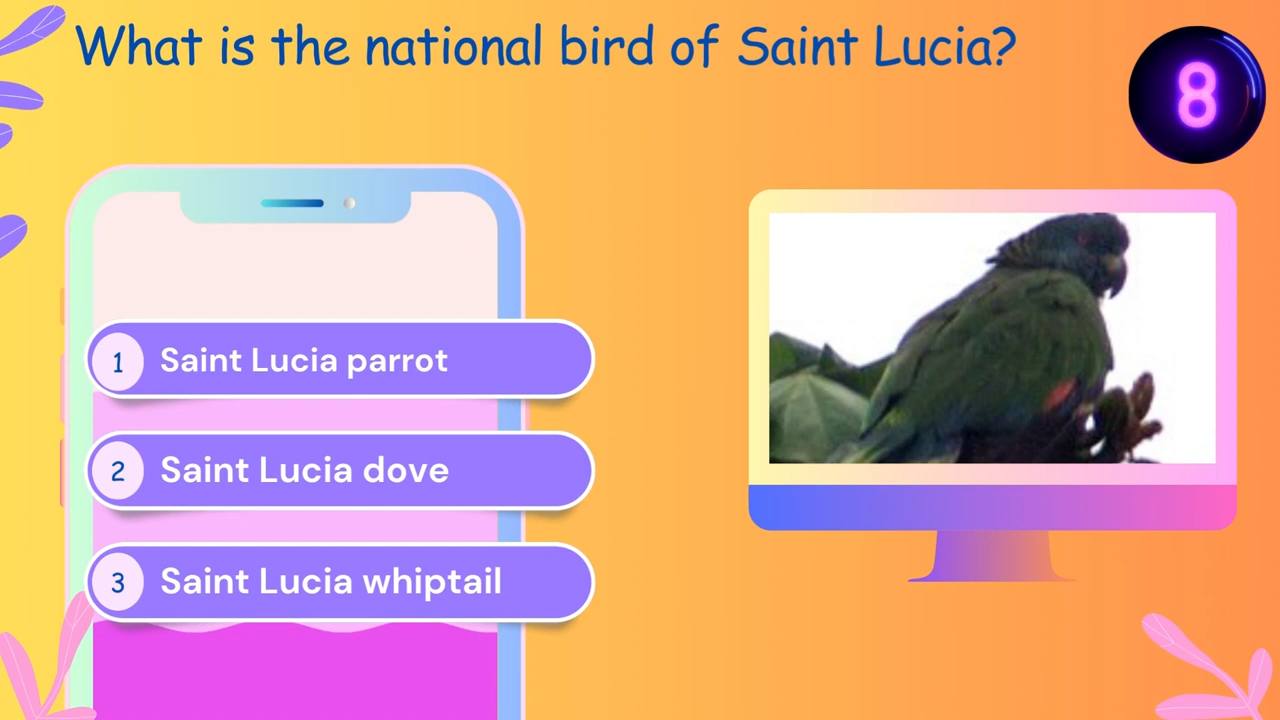 What is the national bird of Saint Lucia?
8
1 Saint Lucia parrot
2 Saint Lucia dove
3 Saint Lucia whiptail